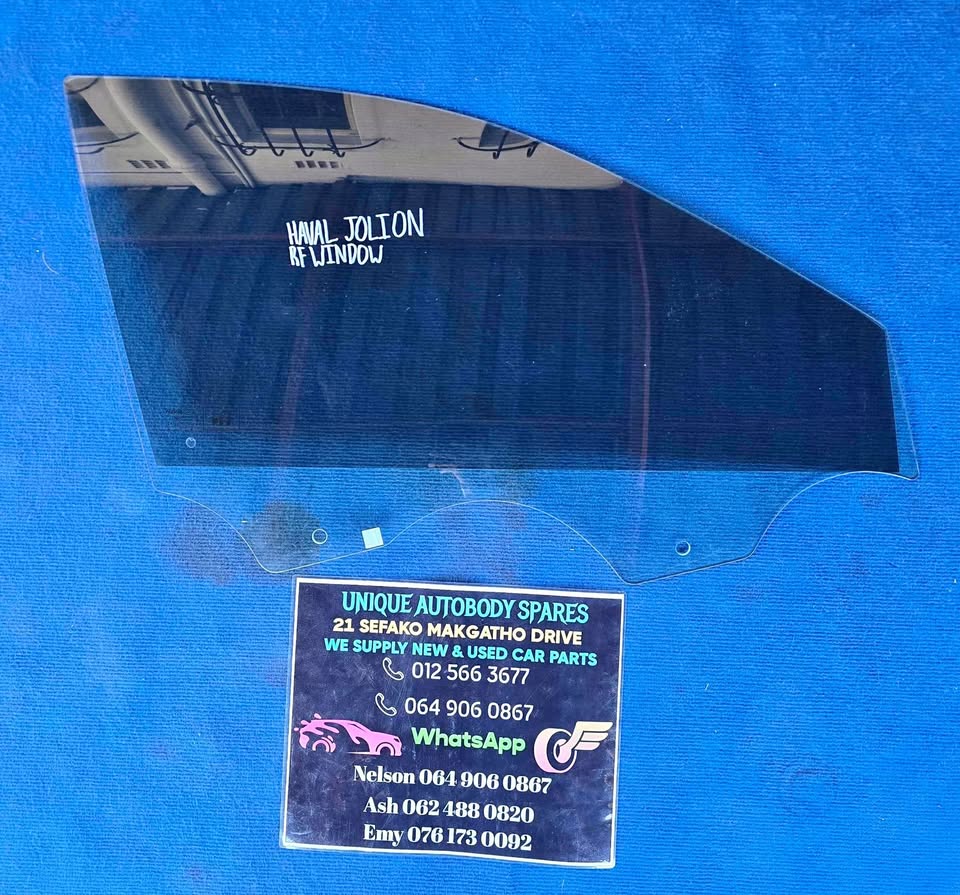 HAVAL JOLION
RF WINDOW
UNIQUE AUTOBODY SPARES
21 SEFAKO MAKGATHO DRIVE
WE SUPPLY NEW & USED CAR PARTS
012 566 3677
064 906 0867
WhatsApp
Nelson 064 906 0867
Ash 062 488 0820
Emy 076 173 0092